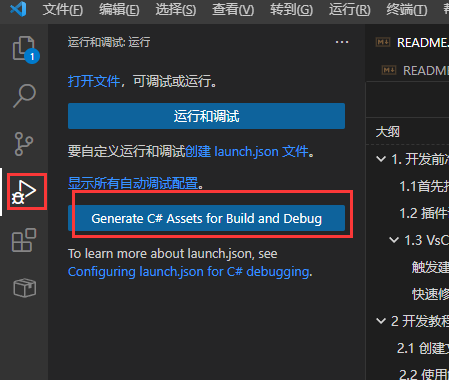 文件(F) 编辑(E) 选择(S) 查看(V) 转到(G) 运行(R) 终端(T)
运行和调试: 运行 ···
README.
README
打开文件，可调试或运行。
运行和调试
大纲
要自定义运行和调试创建 launch.json 文件。
1. 开发前
显示所有自动调试配置。
1.1首先
Generate C# Assets for Build and Debug
1.2 插件
1.3 VsC
To learn more about launch.json, see
Configuring launch.json for C# debugging.
触发建
快速修
2 开发教程
2.1 创建
2.2 使用
1